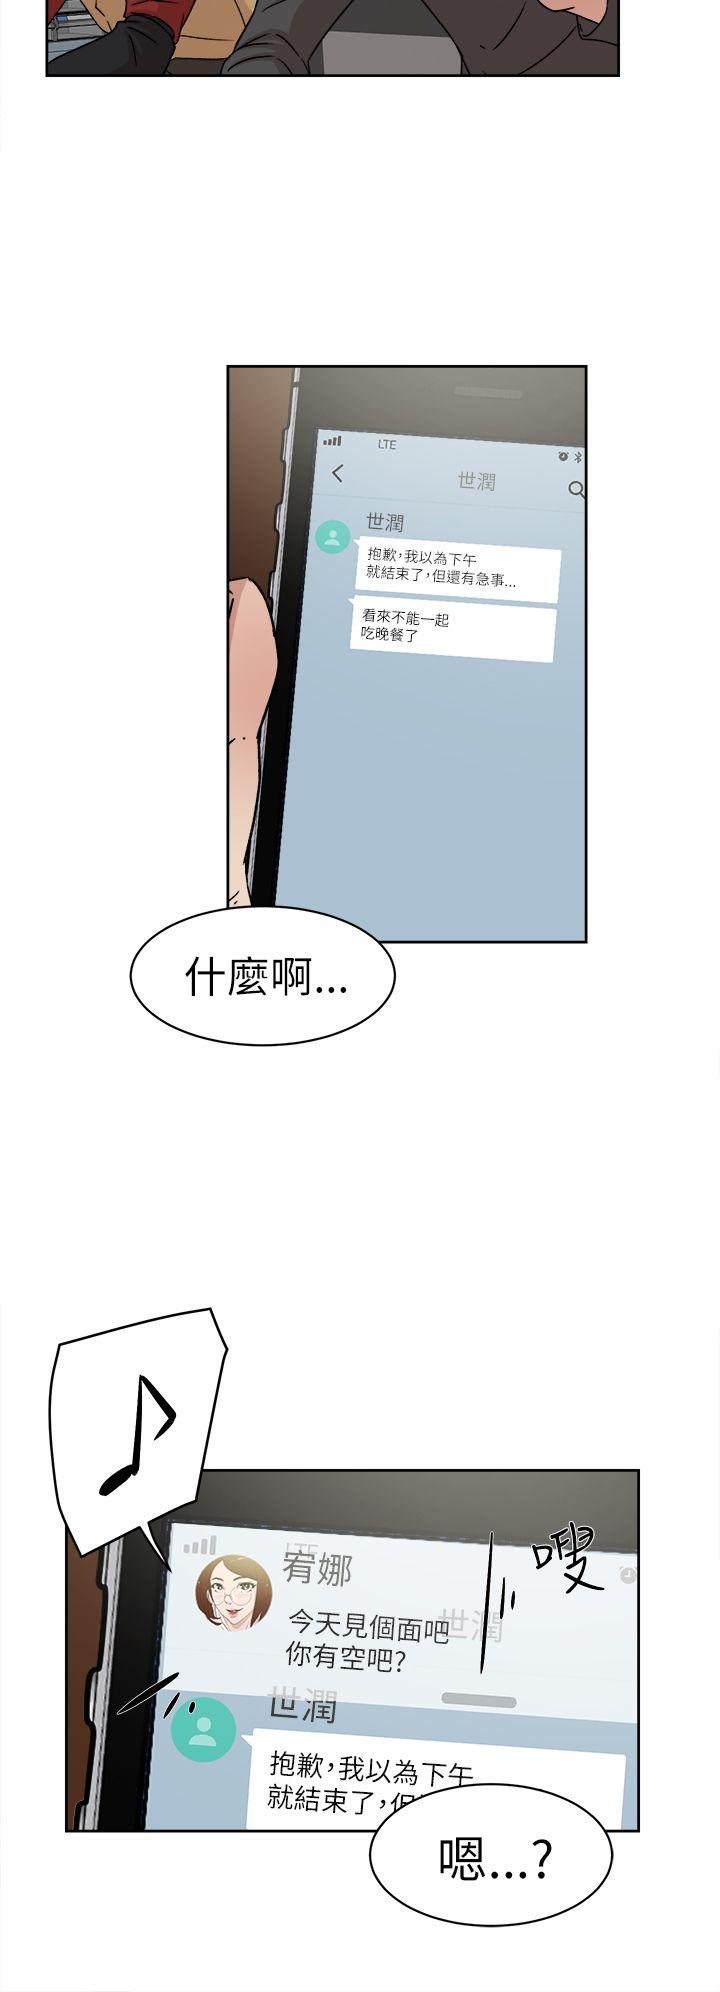 LTE
世潤
世潤
抱歉，我以為下午
就結束了，但還有急事...
看來不能一起
吃晚餐了
什麼啊...
LTE
宥娜
嗖
今天見個面吧
世潤
你有空吧?
世潤
抱歉，我以為下午
就結束了，但
嗯...?